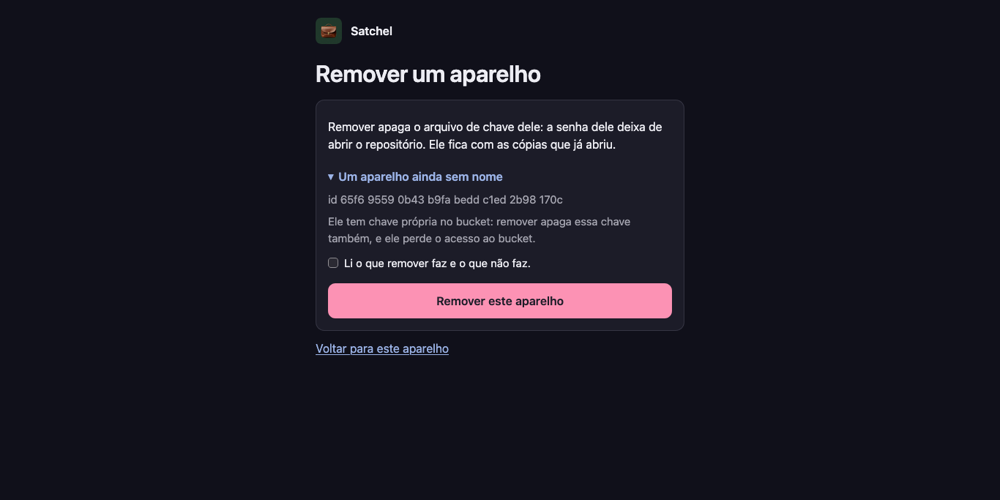 Satchel
Remover um aparelho
Remover apaga o arquivo de chave dele: a senha dele deixa de
abrir o repositório. Ele fica com as cópias que já abriu.
▾ Um aparelho ainda sem nome
id 65f6 9559 0b43 b9fa bedd c1ed 2b98 170c
Ele tem chave própria no bucket: remover apaga essa chave
também, e ele perde o acesso ao bucket.
Li o que remover faz e o que não faz.
Remover este aparelho
Voltar para este aparelho